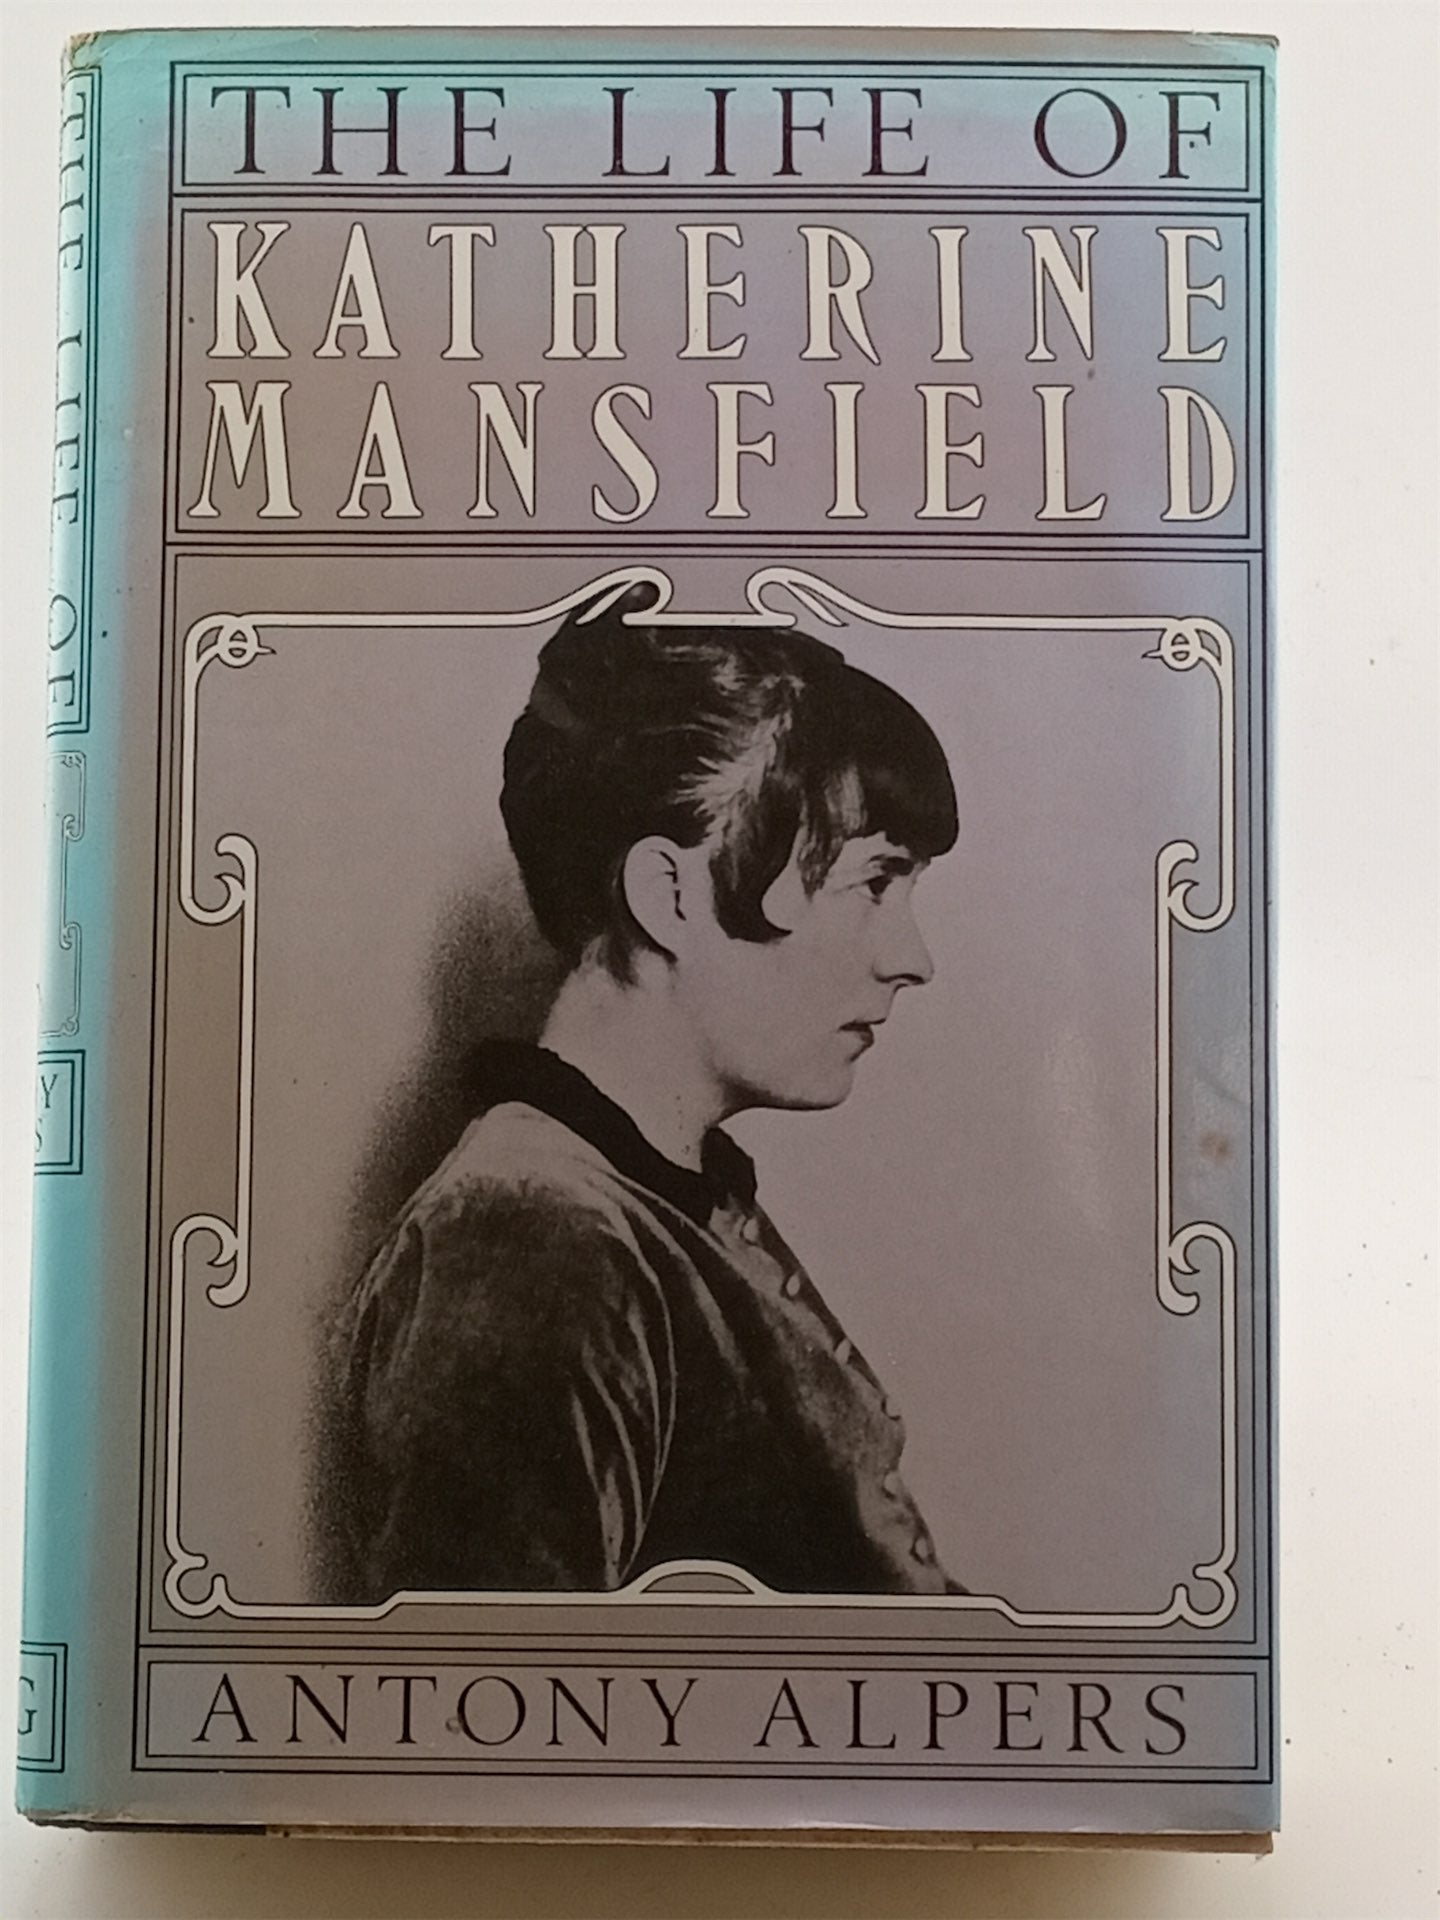 THE LIFE OF
KATHERINE
MANSFIELD
ANTONY ALPERS
THE LIFE OF
Y
S
G